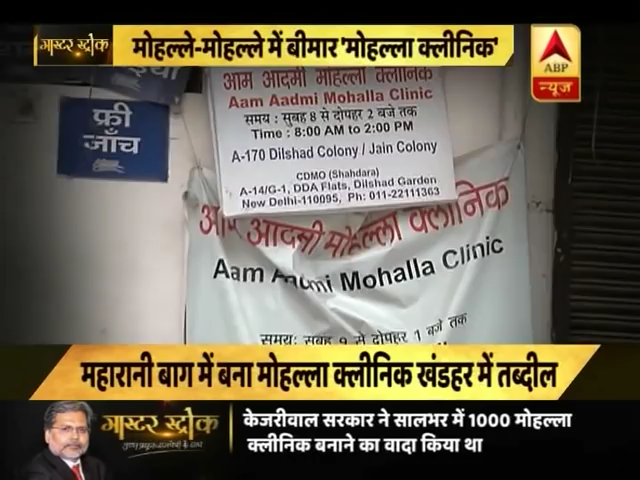 मास्टर स्ट्रोक
मोहल्ले-मोहल्ले में बीमार 'मोहल्ला क्लीनिक'
ABP
न्यूज़
फ्री
जाँच
आम आदमी मोहल्ला क्लीनिक
Aam Aadmi Mohalla Clinic
समय : सुबह 8 से दोपहर 2 बजे तक
Time : 8:00 AM to 2:00 PM
A-170 Dilshad Colony / Jain Colony
CDMO (Shahdara)
A-14/G-1, DDA Flats, Dilshad Garden
New Delhi-110095, Ph: 011-22111363
आम आदमी मोहल्ला क्लीनिक
Aam Aadmi Mohalla Clinic
समय: सुबह 9 से दोपहर 1 बजे तक
महारानी बाग में बना मोहल्ला क्लीनिक खंडहर में तब्दील
मास्टर स्ट्रोक
केजरीवाल सरकार ने सालभर में 1000 मोहल्ला
क्लीनिक बनाने का वादा किया था